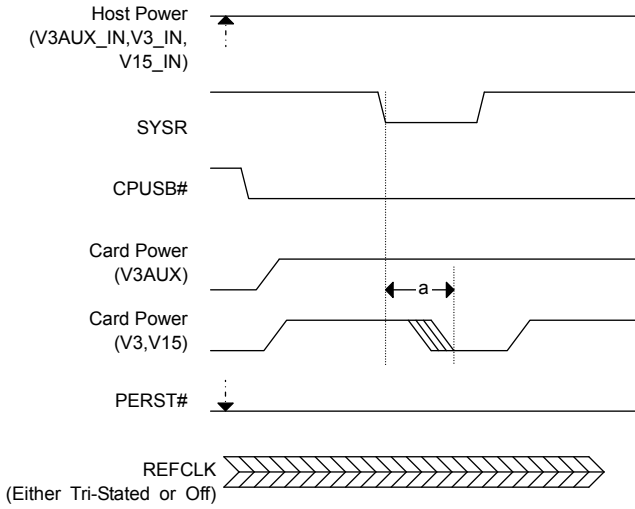 Host Power
(V3AUX_IN,V3_IN,
V15_IN)
SYSR
CPUSB#
Card Power
(V3AUX)
a
Card Power
(V3,V15)
PERST#
REFCLK
(Either Tri-Stated or Off)